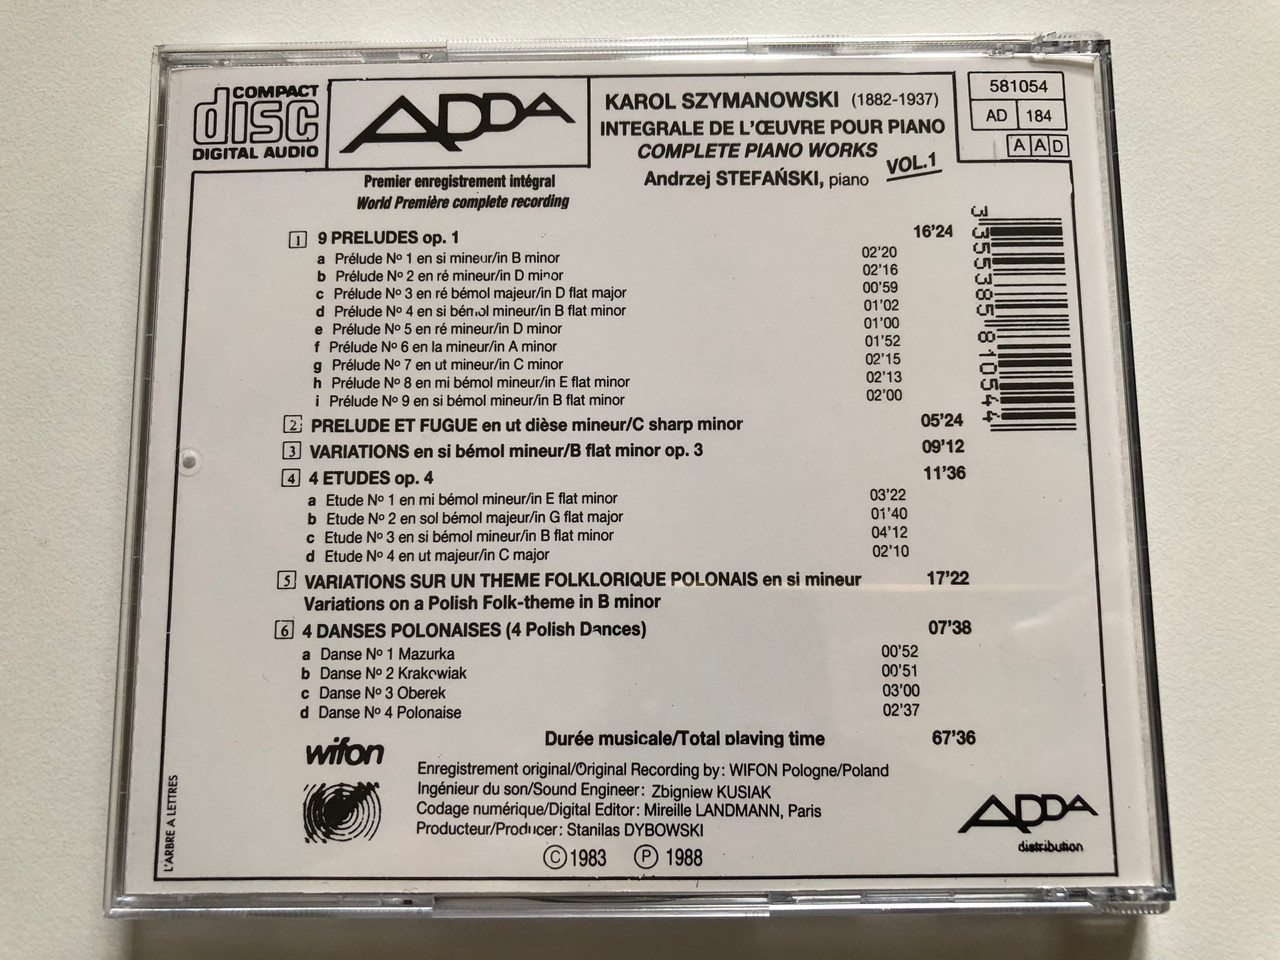 COMPACT
disc
DIGITAL AUDIO
ADDA
KAROL SZYMANOWSKI (1882-1937)
INTEGRALE DE L'ŒUVRE POUR PIANO
COMPLETE PIANO WORKS
VOL.1
Andrzej STEFAŃSKI, piano
581054
AD 184
A A D
Premier enregistrement intégral
World Première complete recording
1 9 PRELUDES op. 1 16'24
a Prélude Nº 1 en si mineur/in B minor 02'20
b Prélude Nº 2 en ré mineur/in D minor 02'16
c Prélude Nº 3 en ré bémol majeur/in D flat major 00'59
d Prélude Nº 4 en si bémol mineur/in B flat minor 01'02
e Prélude Nº 5 en ré mineur/in D minor 01'00
f Prélude Nº 6 en la mineur/in A minor 01'52
g Prélude Nº 7 en ut mineur/in C minor 02'15
h Prélude Nº 8 en mi bémol mineur/in E flat minor 02'13
i Prélude Nº 9 en si bémol mineur/in B flat minor 02'00
2 PRELUDE ET FUGUE en ut dièse mineur/C sharp minor 05'24
3 VARIATIONS en si bémol mineur/B flat minor op. 3 09'12
4 4 ETUDES op. 4 11'36
a Etude Nº 1 en mi bémol mineur/in E flat minor 03'22
b Etude Nº 2 en sol bémol majeur/in G flat major 01'40
c Etude Nº 3 en si bémol mineur/in B flat minor 04'12
d Etude Nº 4 en ut majeur/in C major 02'10
5 VARIATIONS SUR UN THEME FOLKLORIQUE POLONAIS en si mineur 17'22
Variations on a Polish Folk-theme in B minor
6 4 DANSES POLONAISES (4 Polish Dances) 07'38
a Danse Nº 1 Mazurka 00'52
b Danse Nº 2 Krakowiak 00'51
c Danse Nº 3 Oberek 03'00
d Danse Nº 4 Polonaise 02'37
Durée musicale/Total playing time 67'36
wifon
Enregistrement original/Original Recording by: WIFON Pologne/Poland
Ingénieur du son/Sound Engineer: Zbigniew KUSIAK
Codage numérique/Digital Editor: Mireille LANDMANN, Paris
Producteur/Producer: Stanilas DYBOWSKI
Ⓒ 1983 Ⓟ 1988
ADDA
distribution
L'ARBRE A LETTRES
3 355385 810544